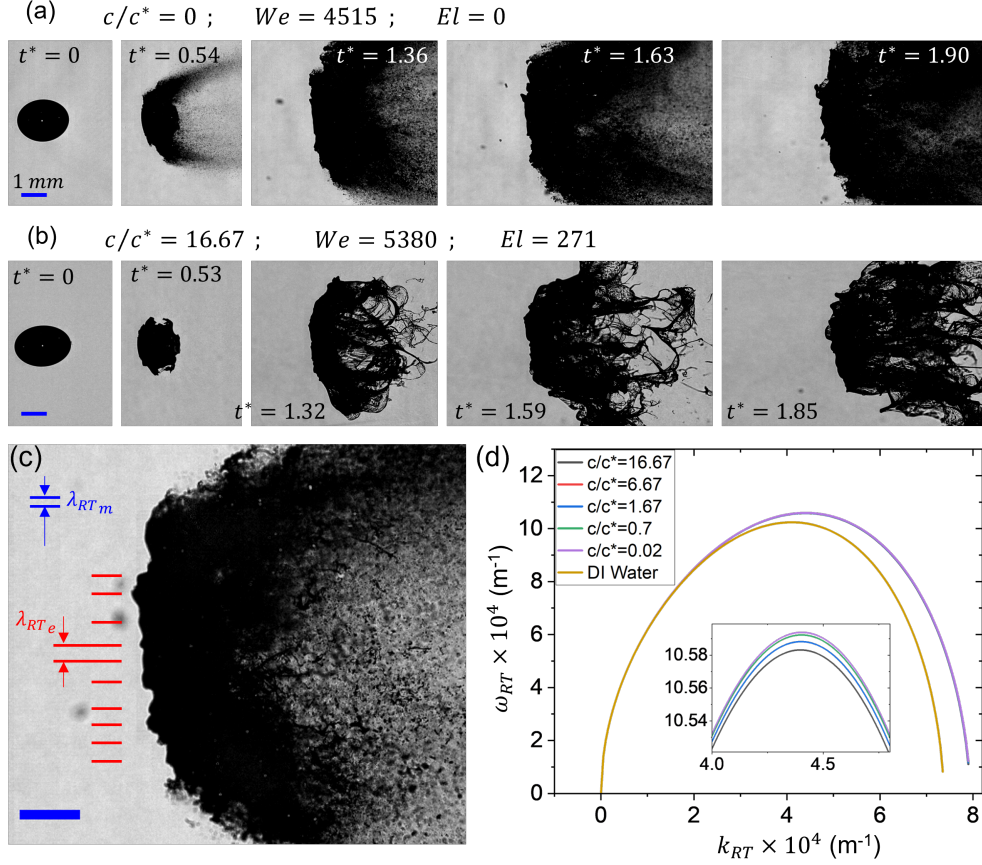 (a)
c/c* = 0 ; We = 4515 ; El = 0
t* = 0
t* = 0.54
t* = 1.36
t* = 1.63
t* = 1.90
1 mm
(b)
c/c* = 16.67 ; We = 5380 ; El = 271
t* = 0
t* = 0.53
t* = 1.32
t* = 1.59
t* = 1.85
(c)
λRTm
λRTe
(d)
12
10
8
6
4
2
0
ωRT × 10⁴ (m⁻¹)
c/c*=16.67
c/c*=6.67
c/c*=1.67
c/c*=0.7
c/c*=0.02
DI Water
10.58
10.56
10.54
4.0 4.5
0 2 4 6 8
kRT × 10⁴ (m⁻¹)